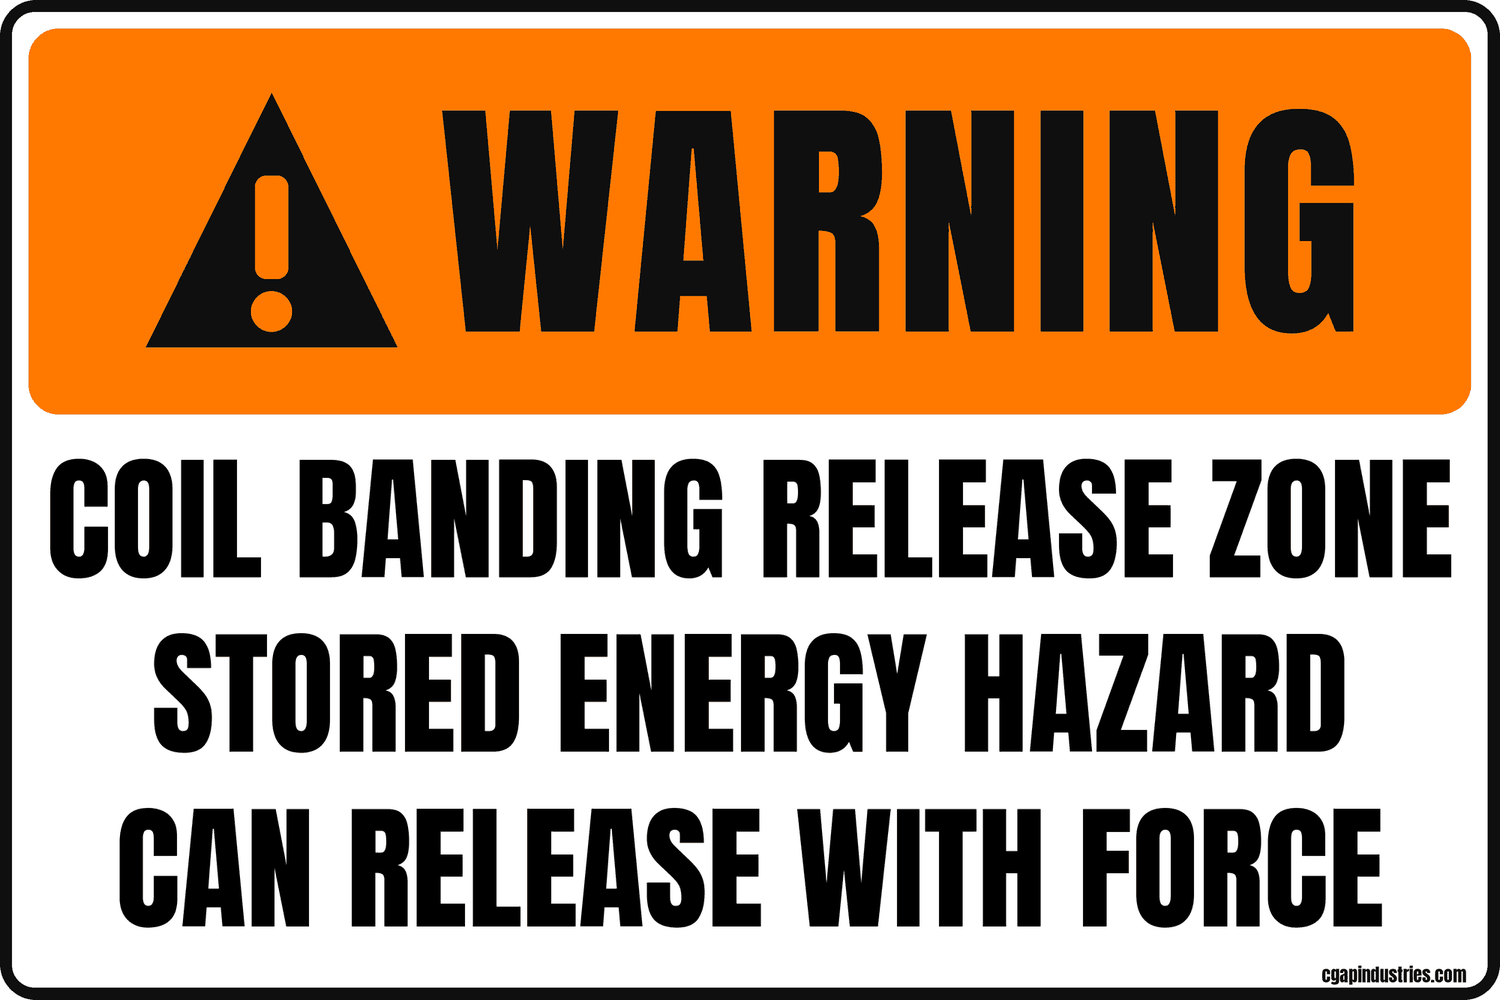 WARNING
COIL BANDING RELEASE ZONE
STORED ENERGY HAZARD
CAN RELEASE WITH FORCE
cgapindustries.com